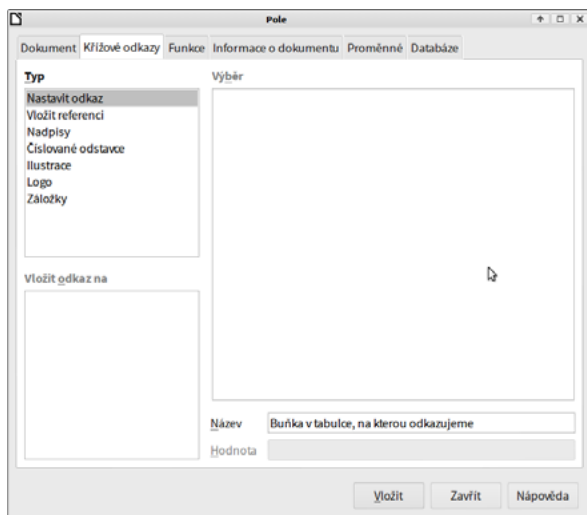 Pole
Dokument Křížové odkazy Funkce Informace o dokumentu Proměnné Databáze
Typ
Nastavit odkaz
Vložit referenci
Nadpisy
Číslované odstavce
Ilustrace
Logo
Záložky
Výběr
Vložit odkaz na
Název Buňka v tabulce, na kterou odkazujeme
Hodnota
Vložit Zavřít Nápověda